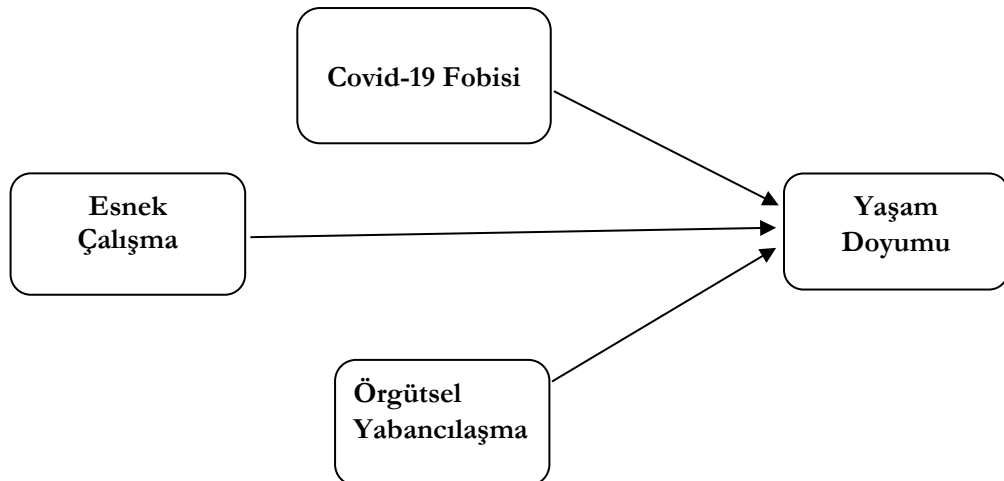 Covid-19 Fobisi
Esnek
Çalışma
Yaşam
Doyumu
Örgütsel
Yabancılaşma